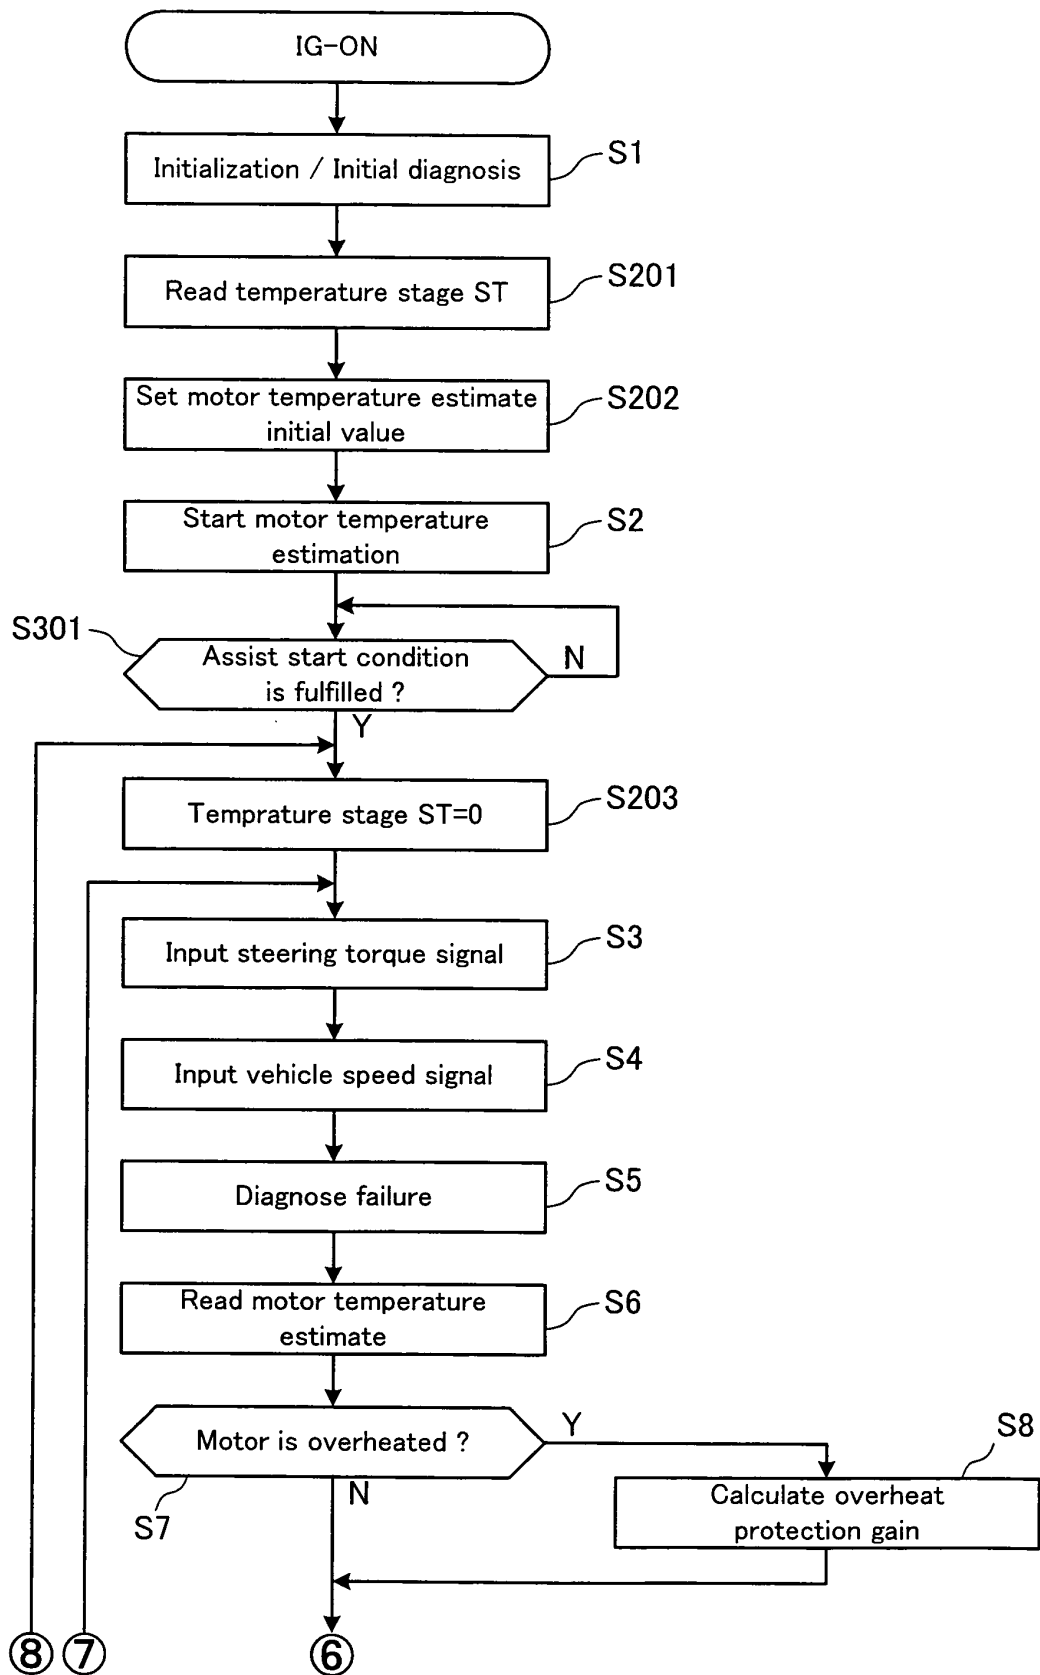 IG-ON
Initialization / Initial diagnosis
S1
Read temperature stage ST
S201
Set motor temperature estimate
initial value
S202
Start motor temperature
estimation
S2
S301
Assist start condition
is fulfilled ?
N
Y
Temprature stage ST=0
S203
Input steering torque signal
S3
Input vehicle speed signal
S4
Diagnose failure
S5
Read motor temperature
estimate
S6
Motor is overheated ?
Y
S7
N
S8
Calculate overheat
protection gain
⑧ ⑦ ⑥